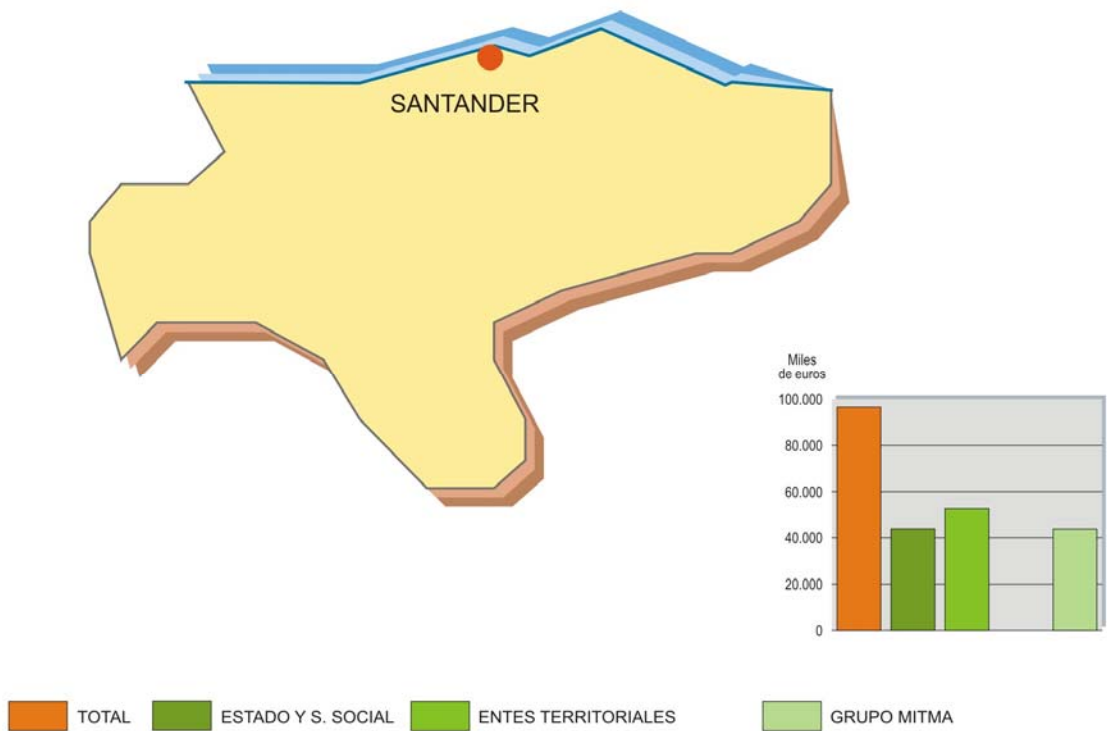 SANTANDER
Miles
de euros
100.000
80.000
60.000
40.000
20.000
0
TOTAL
ESTADO Y S. SOCIAL
ENTES TERRITORIALES
GRUPO MITMA